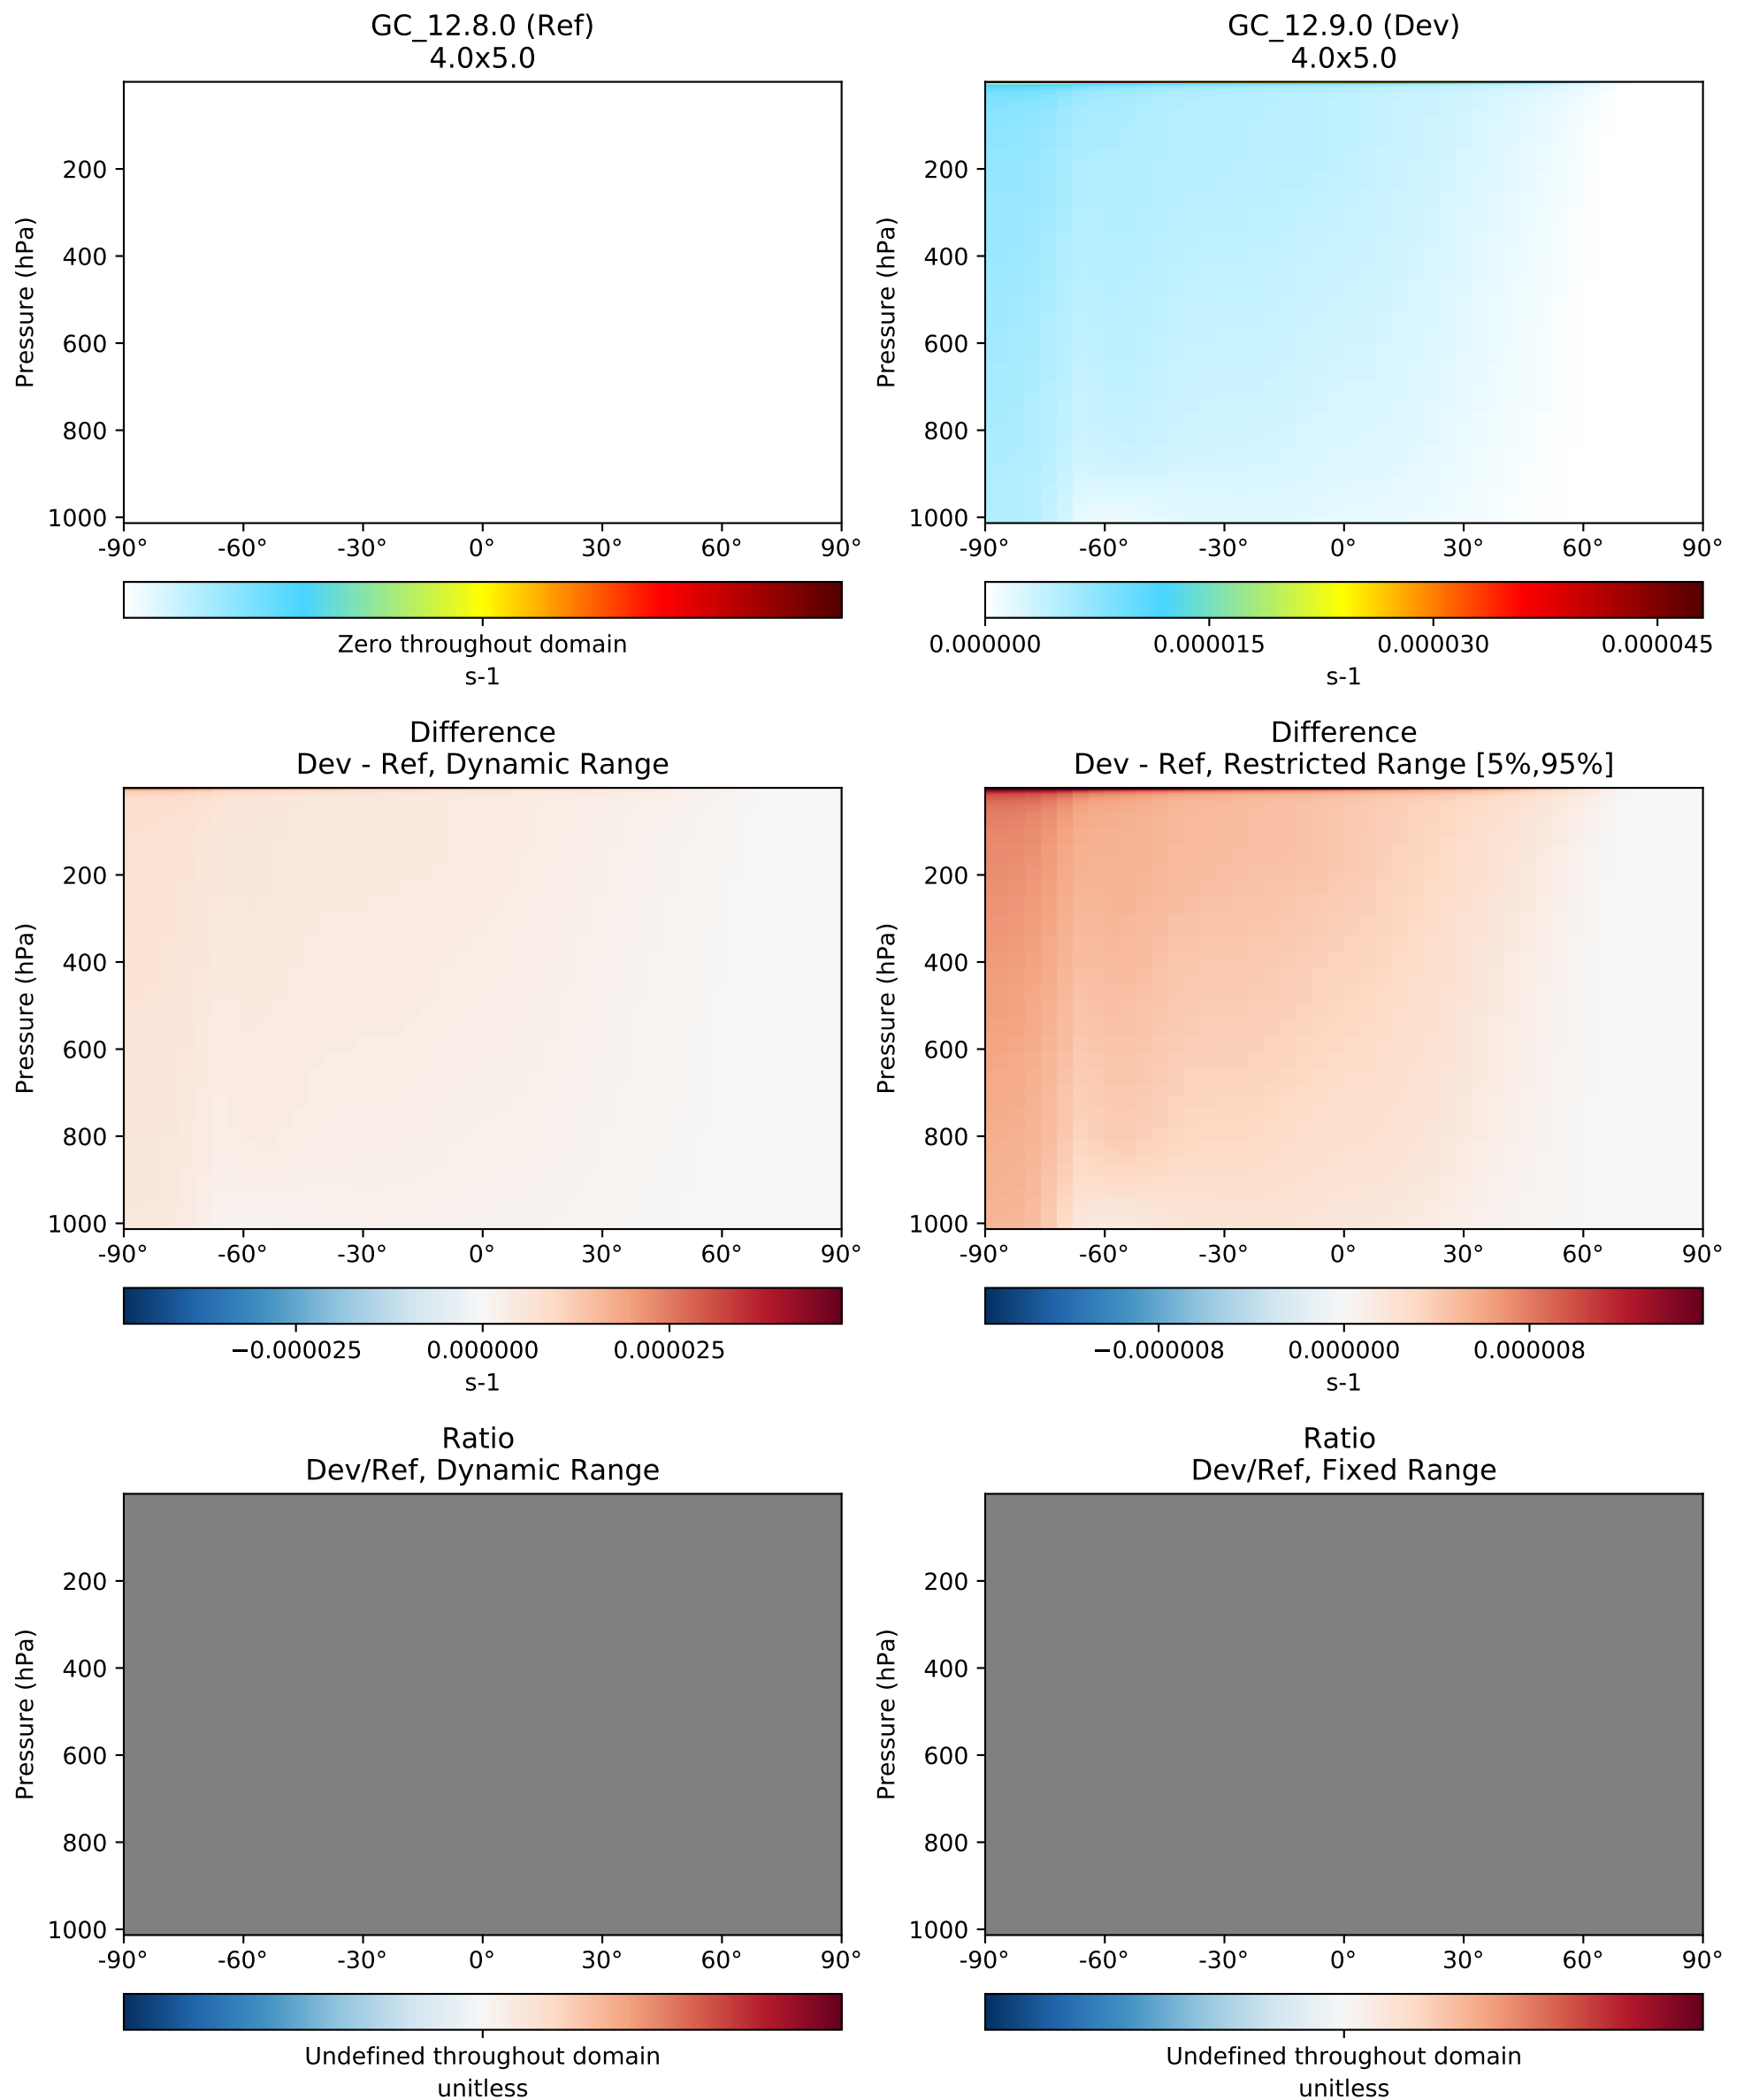 GC_12.8.0 (Ref)
4.0x5.0
Pressure (hPa)
200
400
600
800
1000
-90° -60° -30° 0° 30° 60° 90°
Zero throughout domain
s-1
GC_12.9.0 (Dev)
4.0x5.0
Pressure (hPa)
200
400
600
800
1000
-90° -60° -30° 0° 30° 60° 90°
0.000000 0.000015 0.000030 0.000045
s-1
Difference
Dev - Ref, Dynamic Range
Pressure (hPa)
200
400
600
800
1000
-90° -60° -30° 0° 30° 60° 90°
−0.000025 0.000000 0.000025
s-1
Difference
Dev - Ref, Restricted Range [5%,95%]
Pressure (hPa)
200
400
600
800
1000
-90° -60° -30° 0° 30° 60° 90°
−0.000008 0.000000 0.000008
s-1
Ratio
Dev/Ref, Dynamic Range
Pressure (hPa)
200
400
600
800
1000
-90° -60° -30° 0° 30° 60° 90°
Undefined throughout domain
unitless
Ratio
Dev/Ref, Fixed Range
Pressure (hPa)
200
400
600
800
1000
-90° -60° -30° 0° 30° 60° 90°
Undefined throughout domain
unitless